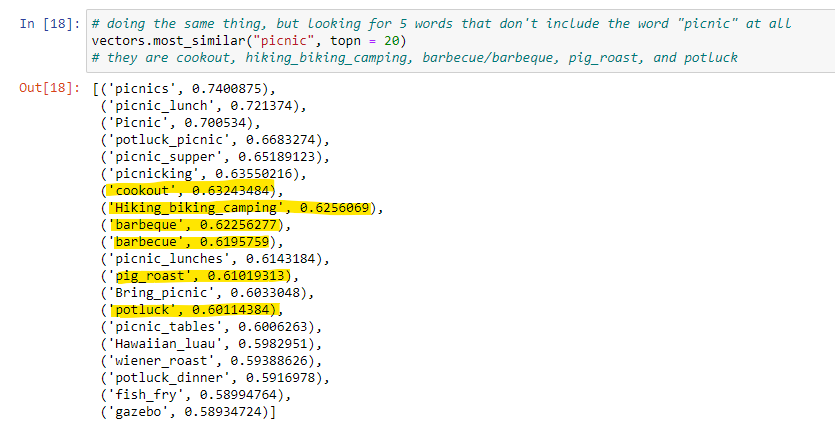 In [18]: # doing the same thing, but looking for 5 words that don't include the word "picnic" at all
vectors.most_similar("picnic", topn = 20)
# they are cookout, hiking_biking_camping, barbecue/barbeque, pig_roast, and potluck
Out[18]: [('picnics', 0.7400875),
('picnic_lunch', 0.721374),
('Picnic', 0.700534),
('potluck_picnic', 0.6683274),
('picnic_supper', 0.65189123),
('picnicking', 0.63550216),
('cookout', 0.63243484),
('Hiking_biking_camping', 0.6256069),
('barbeque', 0.62256277),
('barbecue', 0.6195759),
('picnic_lunches', 0.6143184),
('pig_roast', 0.61019313),
('Bring_picnic', 0.6033048),
('potluck', 0.60114384),
('picnic_tables', 0.6006263),
('Hawaiian_luau', 0.5982951),
('wiener_roast', 0.59388626),
('potluck_dinner', 0.5916978),
('fish_fry', 0.58994764),
('gazebo', 0.58934724)]